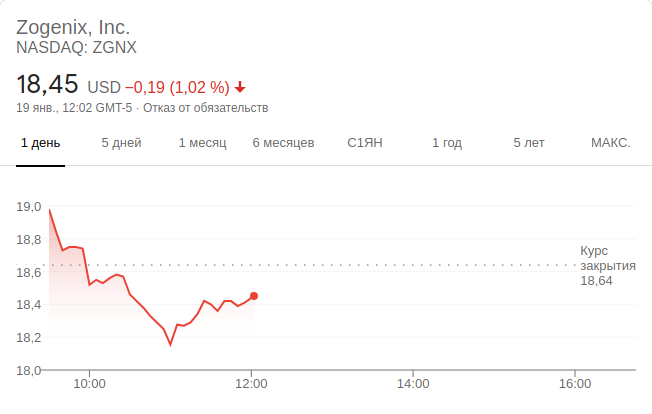 Zogenix, Inc.
NASDAQ: ZGNX
18,45 USD −0,19 (1,02 %)
19 янв., 12:02 GMT-5 · Отказ от обязательств
1 день 5 дней 1 месяц 6 месяцев С1ЯН 1 год 5 лет МАКС.
19,0
18,8
Курс
закрытия
18,64
18,6
18,4
18,2
18,0
10:00 12:00 14:00 16:00